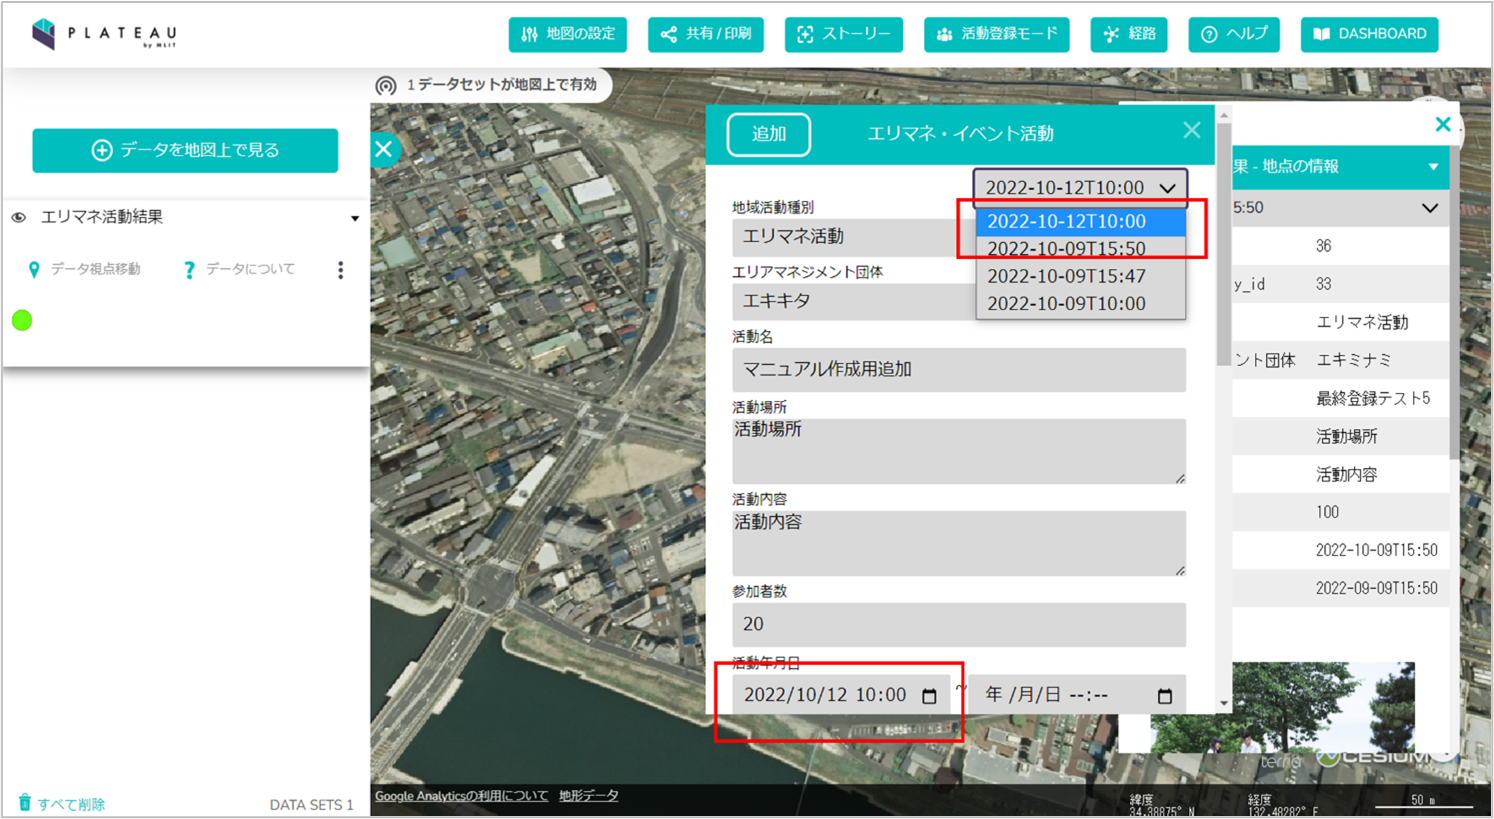 PLATEAU
by MLIT
地図の設定
共有 / 印刷
ストーリー
活動登録モード
経路
ヘルプ
DASHBOARD
1 データセットが地図上で有効
データを地図上で見る
エリマネ活動結果
データ視点移動
データについて
追加
エリマネ・イベント活動
2022-10-12T10:00
2022-10-12T10:00
2022-10-09T15:50
2022-10-09T15:47
2022-10-09T10:00
地域活動種別
エリマネ活動
エリアマネジメント団体
エキキタ
活動名
マニュアル作成用追加
活動場所
活動場所
活動内容
活動内容
参加者数
20
活動年月日
2022/10/12 10:00
~
年 /月/日 --:--
果 - 地点の情報
5:50
36
y_id 33
エリマネ活動
ント団体 エキミナミ
最終登録テスト5
活動場所
活動内容
100
2022-10-09T15:50
2022-09-09T15:50
terria
CESIUM
すべて削除
DATA SETS 1
Google Analyticsの利用について 地形データ
緯度
34.38875° N
経度
132.48282° E
50 m